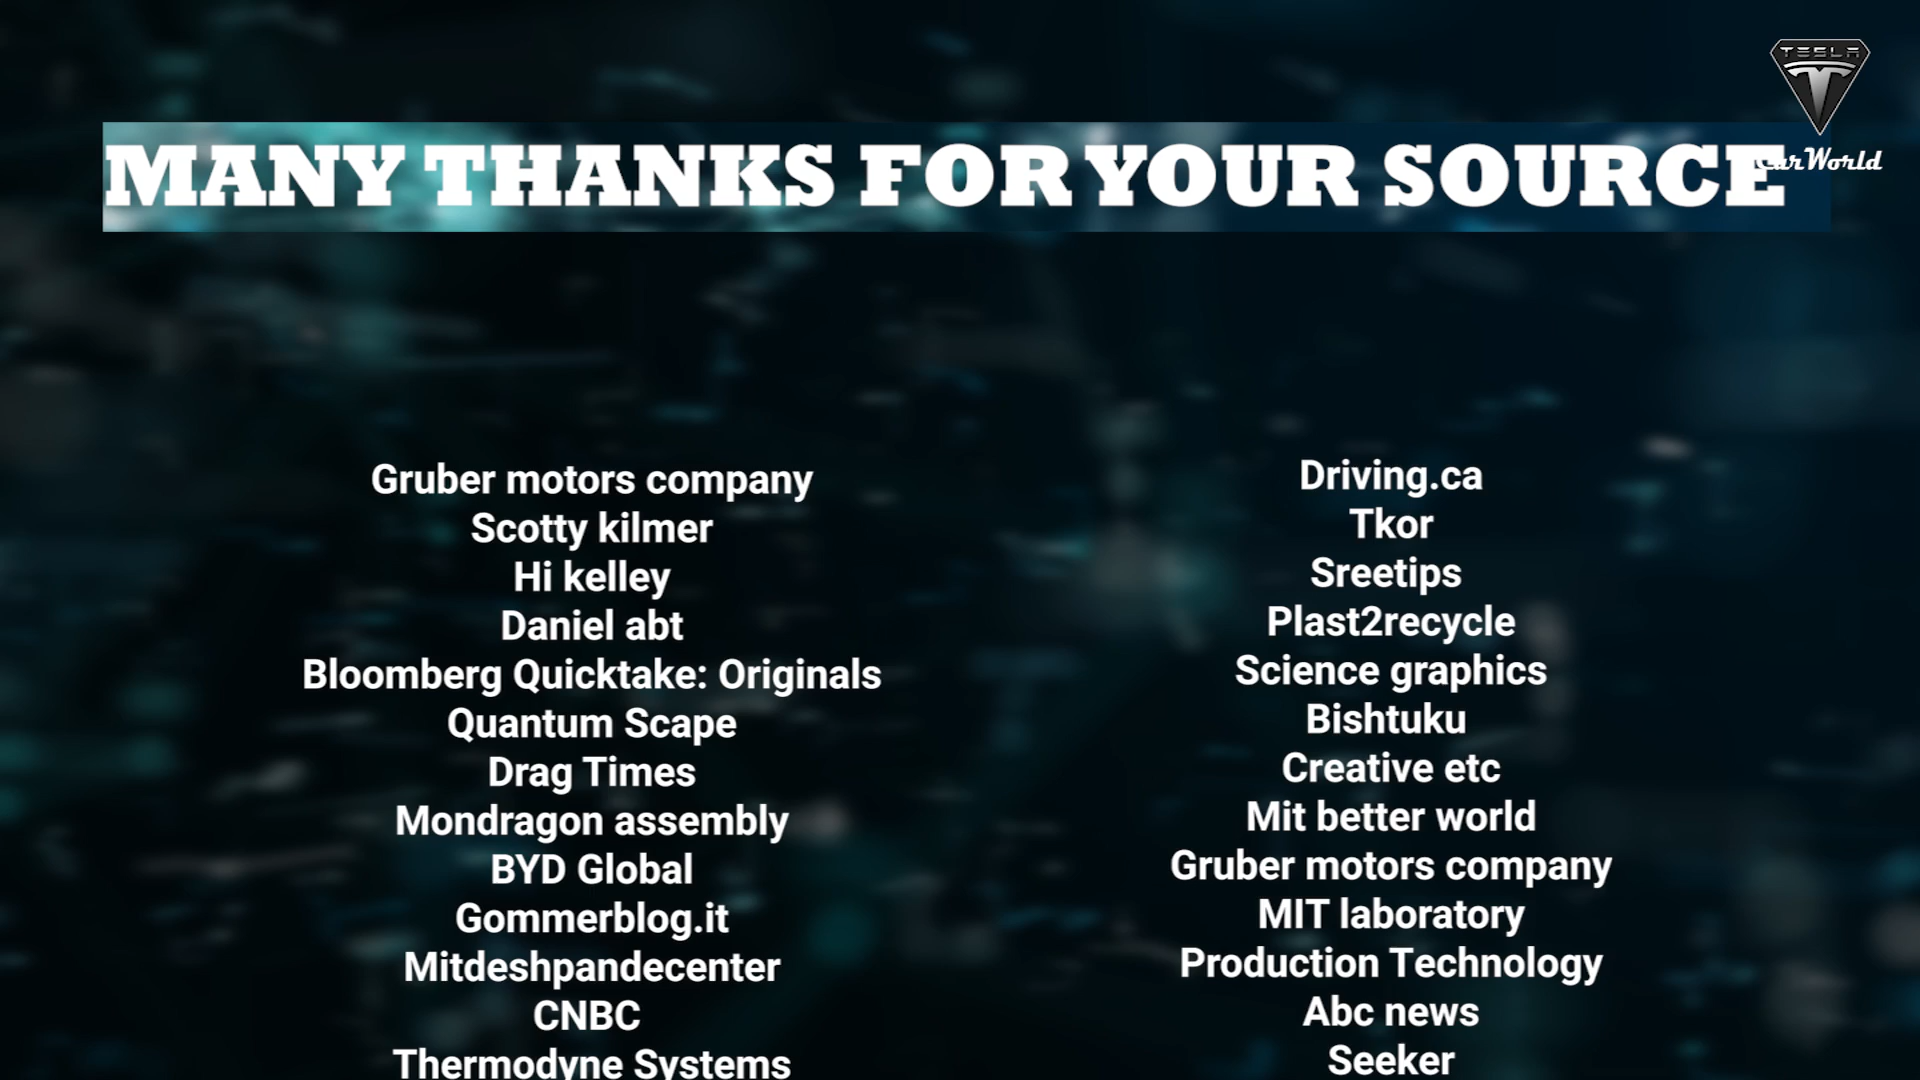 TESLA
Car World
MANY THANKS FOR YOUR SOURCE
Gruber motors company
Scotty kilmer
Hi kelley
Daniel abt
Bloomberg Quicktake: Originals
Quantum Scape
Drag Times
Mondragon assembly
BYD Global
Gommerblog.it
Mitdeshpandecenter
CNBC
Thermodyne Systems
Driving.ca
Tkor
Sreetips
Plast2recycle
Science graphics
Bishtuku
Creative etc
Mit better world
Gruber motors company
MIT laboratory
Production Technology
Abc news
Seeker